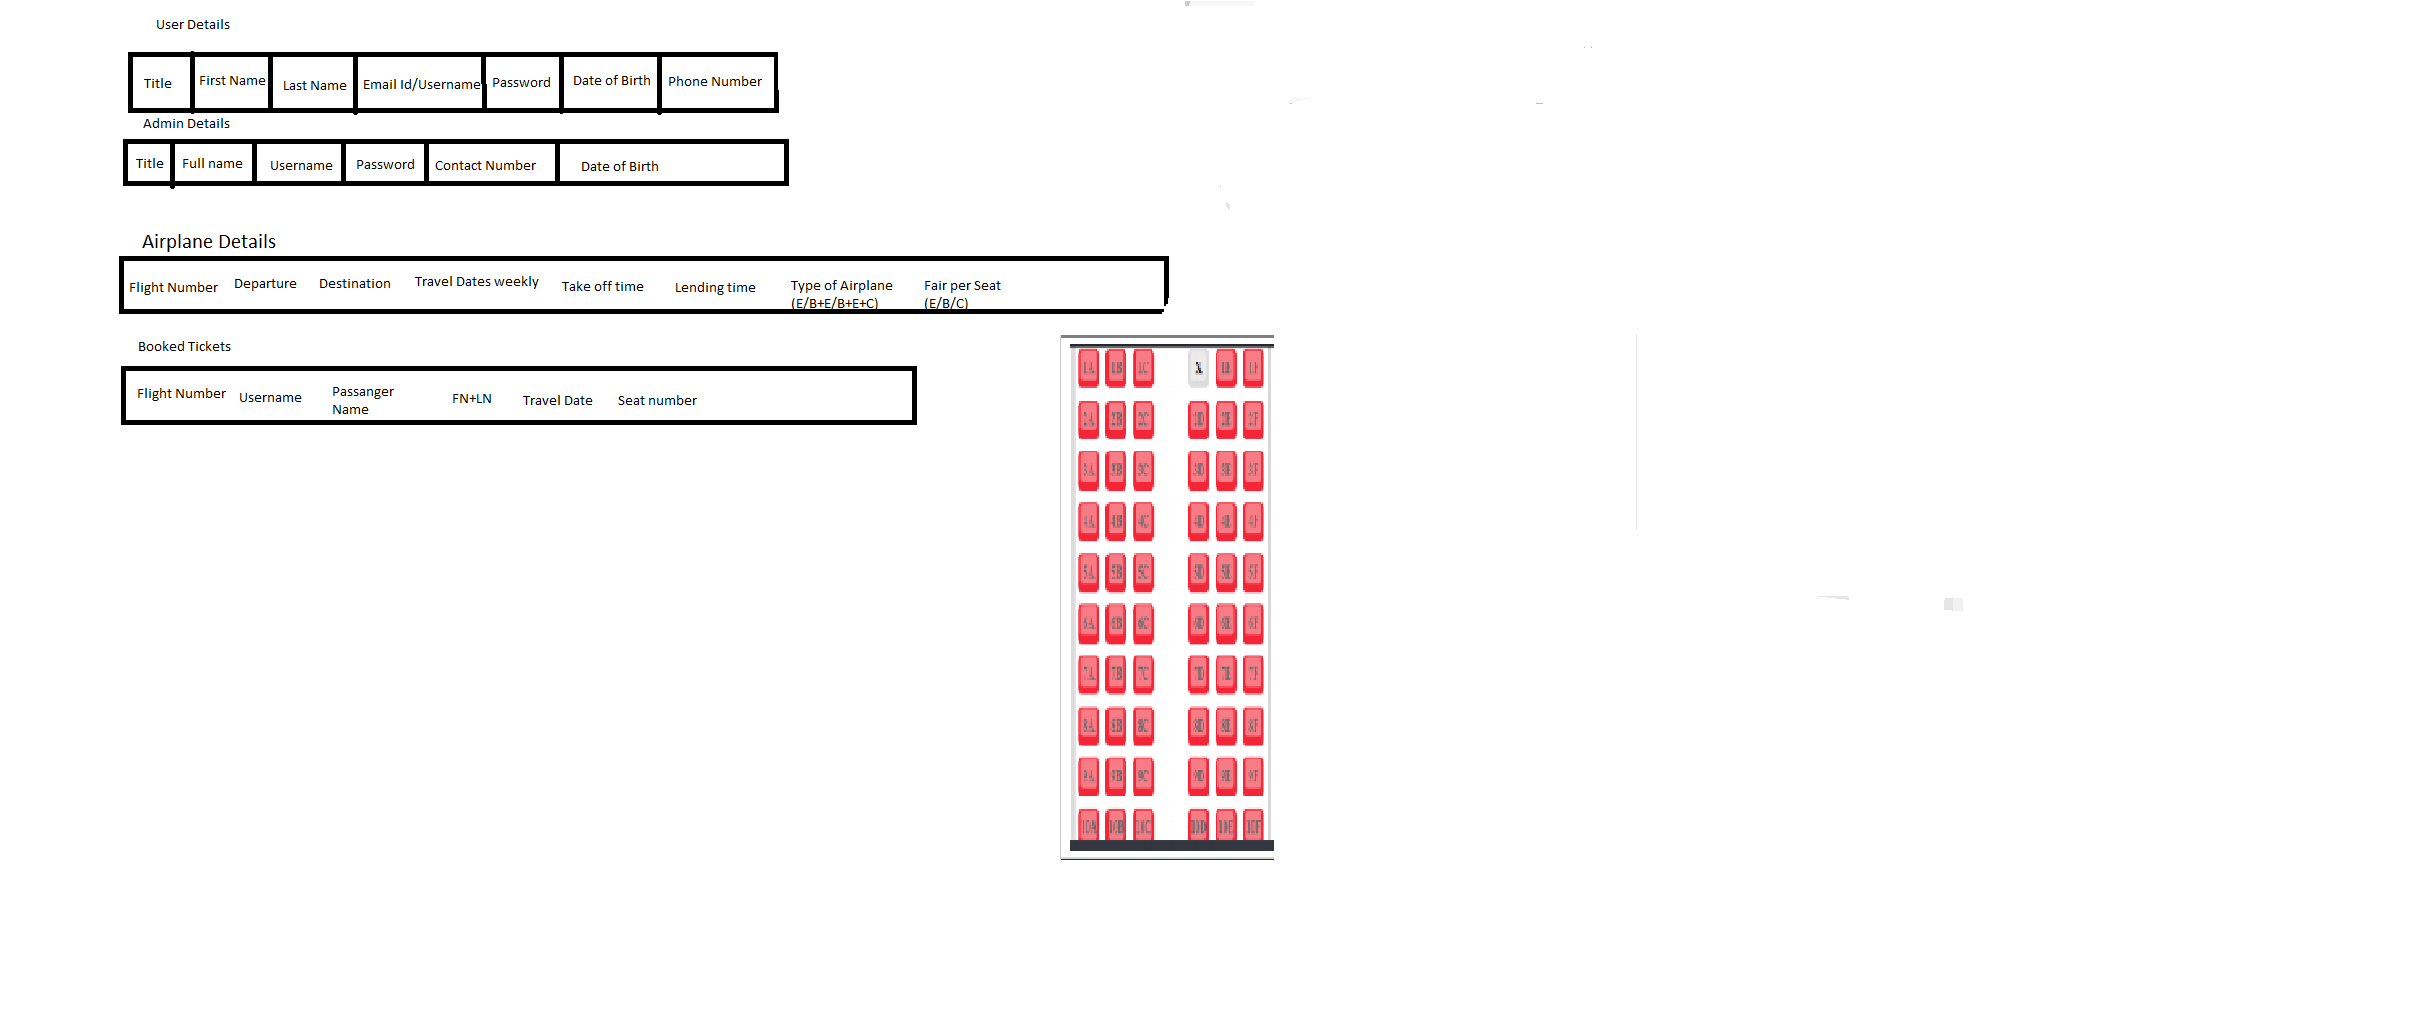 User Details
Title First Name Last Name Email Id/Username Password Date of Birth Phone Number
Admin Details
Title Full name Username Password Contact Number Date of Birth
Airplane Details
Flight Number Departure Destination Travel Dates weekly Take off time Lending time Type of Airplane Fair per Seat
(E/B+E/B+E+C) (E/B/C)
Booked Tickets
Flight Number Username Passanger FN+LN Travel Date Seat number
Name
1A 1B 1C X 1E 1F
2A 2B 2C 2E 2F
3A 3B 3C 3D 3E 3F
4A 4B 4C 4D 4E 4F
5A 5B 5C 5D 5E 5F
6A 6B 6C 6D 6E 6F
7A 7B 7C 7D 7E 7F
8A 8B 8C 8D 8E 8F
9A 9B 9C 9D 9E 9F
10A 10B 10C 10D 10E 10F